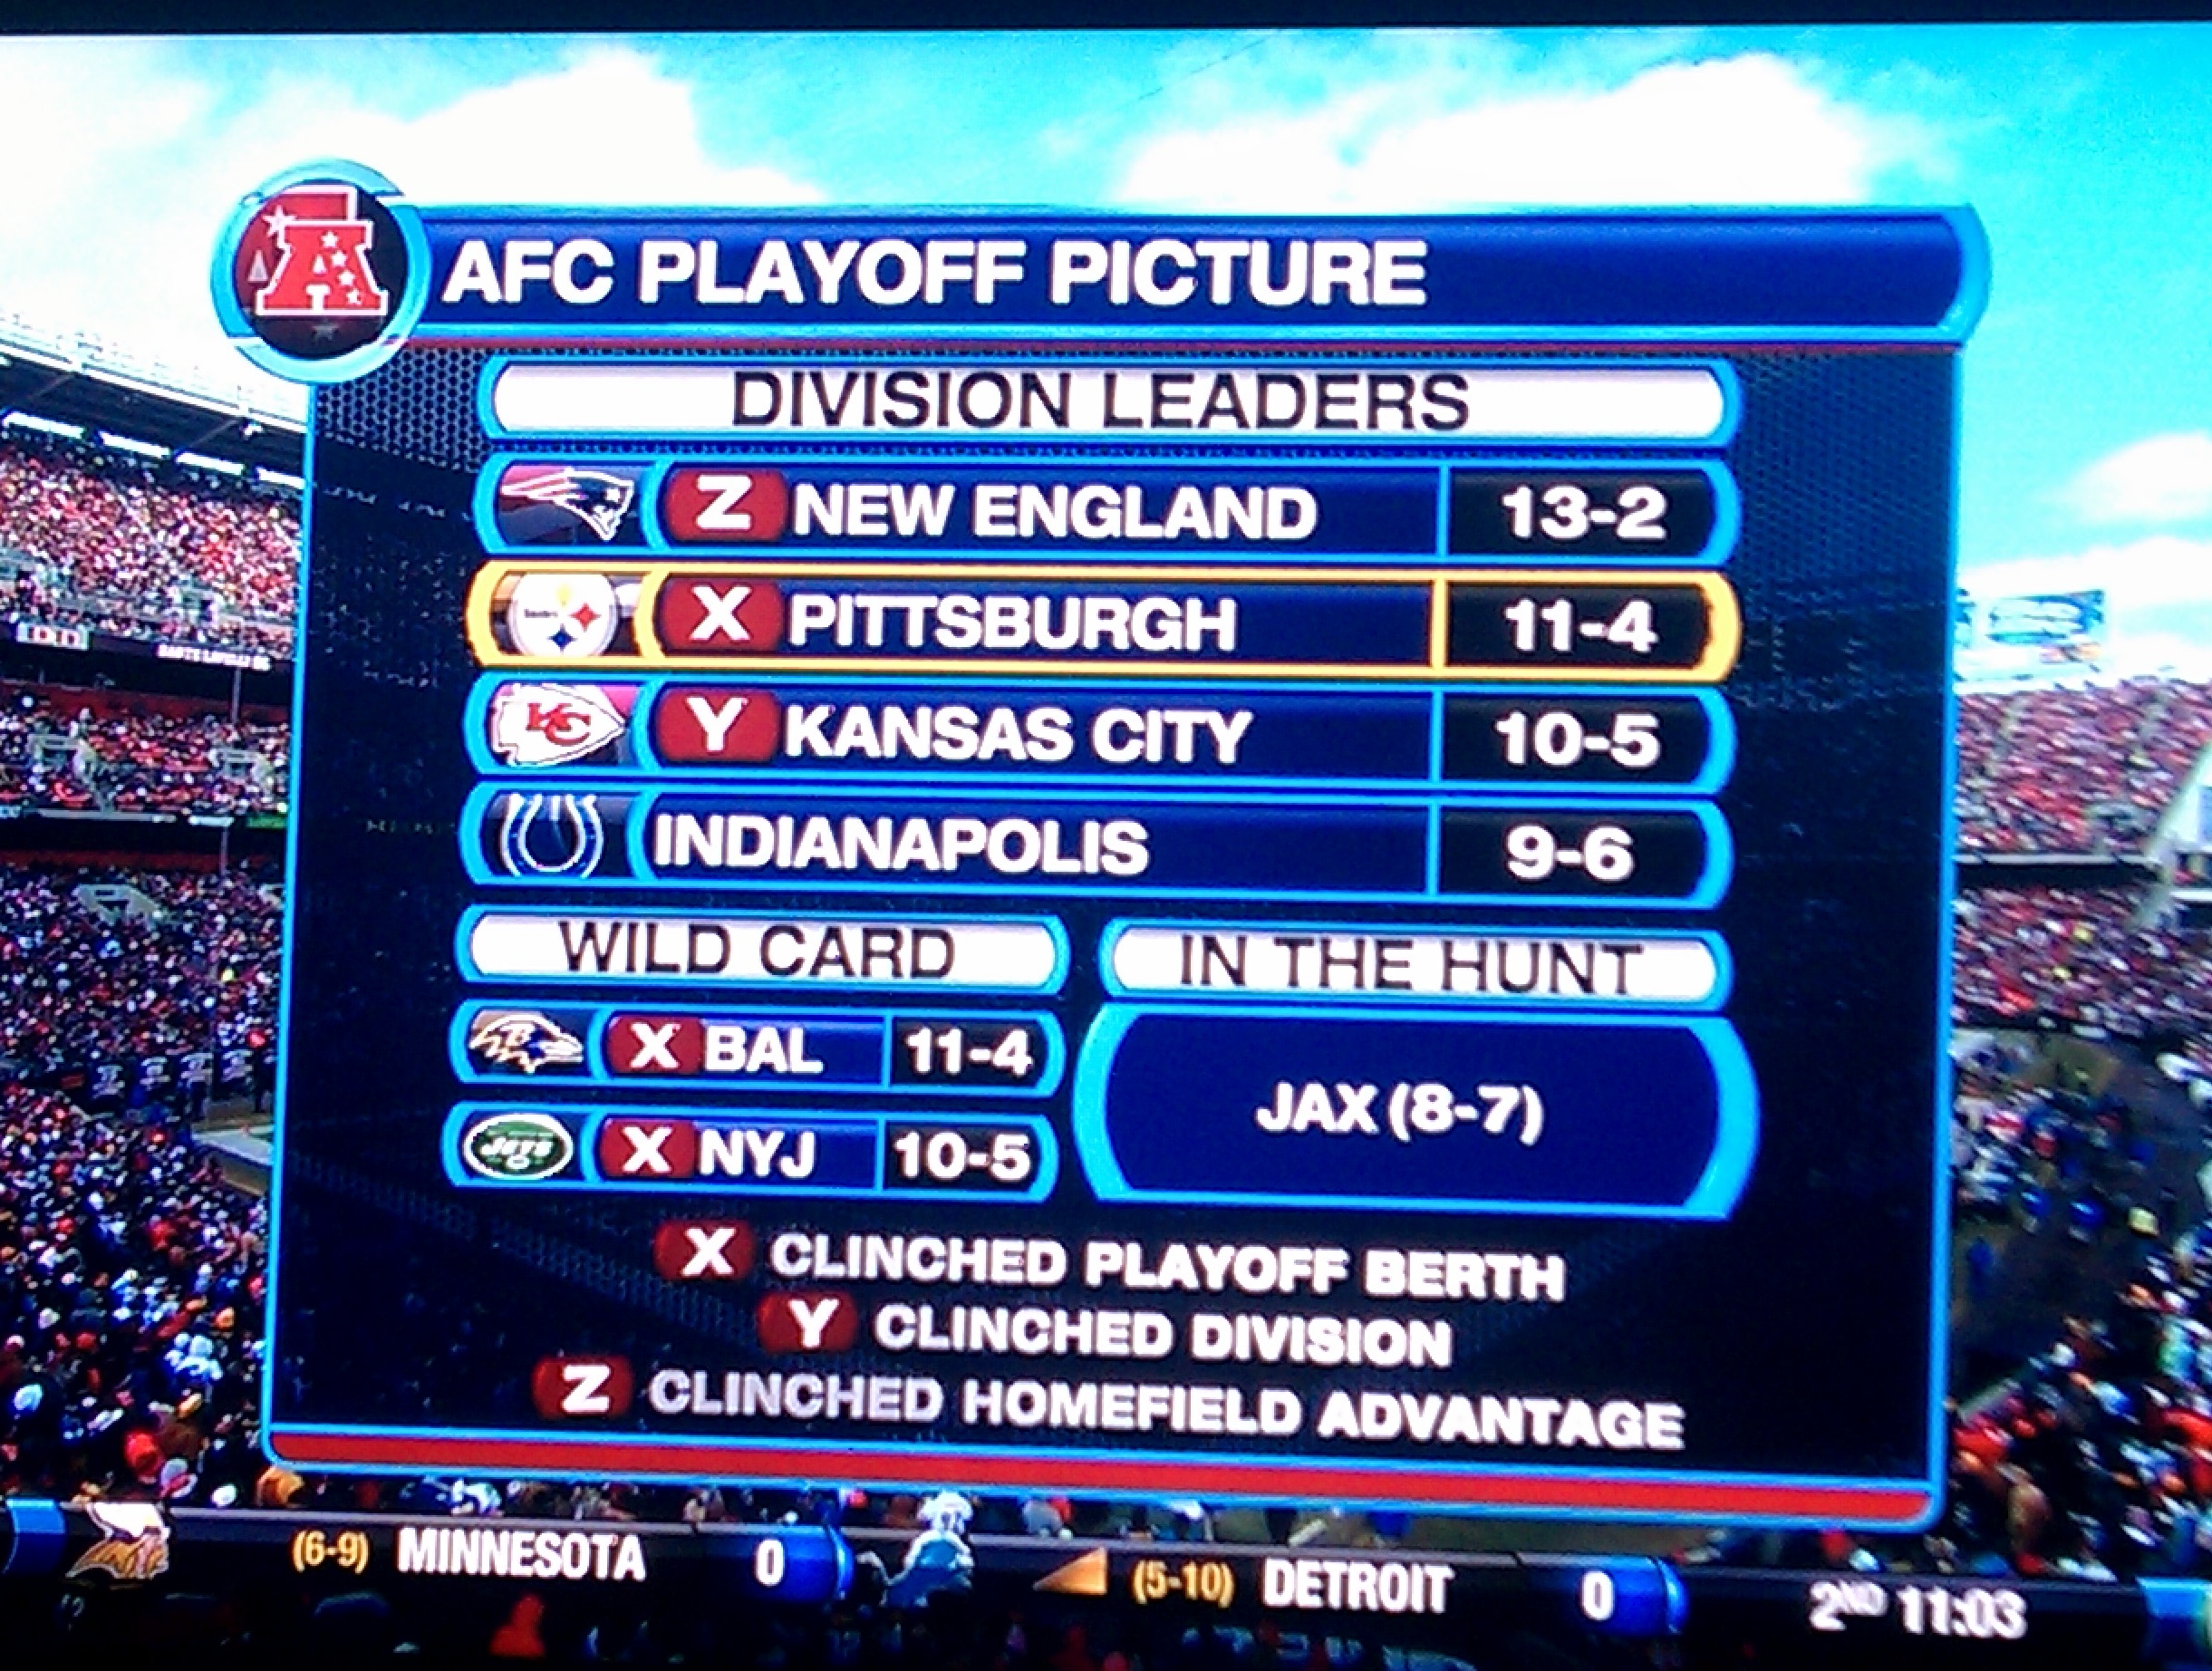 AFC PLAYOFF PICTURE
DIVISION LEADERS
Z NEW ENGLAND 13-2
X PITTSBURGH 11-4
Y KANSAS CITY 10-5
INDIANAPOLIS 9-6
WILD CARD
X BAL 11-4
X NYJ 10-5
IN THE HUNT
JAX (8-7)
X CLINCHED PLAYOFF BERTH
Y CLINCHED DIVISION
Z CLINCHED HOMEFIELD ADVANTAGE
(6-9) MINNESOTA 0 (5-10) DETROIT 0 2ND 11:03